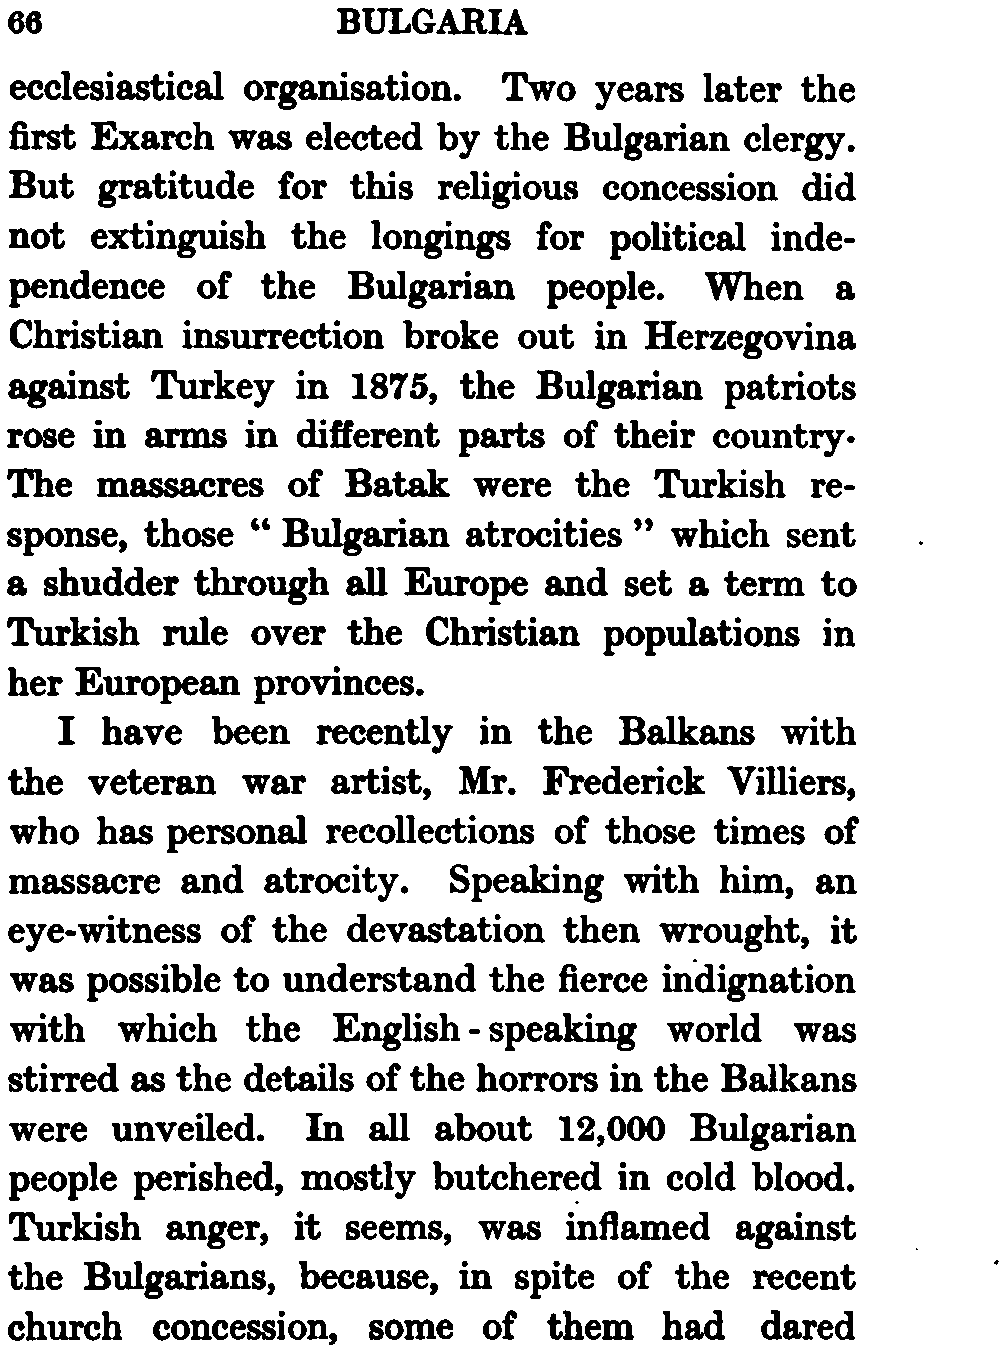 66 BULGARIA
ecclesiastical organisation. Two years later the
first Exarch was elected by the Bulgarian clergy.
But gratitude for this religious concession did
not extinguish the longings for political inde-
pendence of the Bulgarian people. When a
Christian insurrection broke out in Herzegovina
against Turkey in 1875, the Bulgarian patriots
rose in arms in different parts of their country.
The massacres of Batak were the Turkish re-
sponse, those “ Bulgarian atrocities ” which sent
a shudder through all Europe and set a term to
Turkish rule over the Christian populations in
her European provinces.
I have been recently in the Balkans with
the veteran war artist, Mr. Frederick Villiers,
who has personal recollections of those times of
massacre and atrocity. Speaking with him, an
eye-witness of the devastation then wrought, it
was possible to understand the fierce indignation
with which the English-speaking world was
stirred as the details of the horrors in the Balkans
were unveiled. In all about 12,000 Bulgarian
people perished, mostly butchered in cold blood.
Turkish anger, it seems, was inflamed against
the Bulgarians, because, in spite of the recent
church concession, some of them had dared